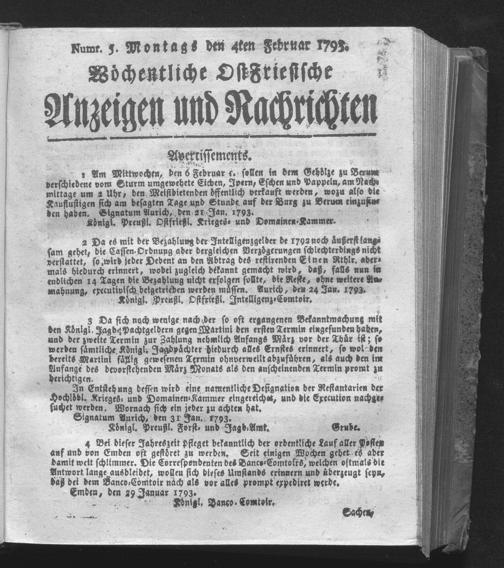 Numr. 5. Montags den 4ten Februar 1793.
Wöchentliche Ost-Friesische
Anzeigen und Nachrichten
Avertissements.
1 Am Mittwochen, den 6 Februar c. sollen in dem Gehölze zu Berum
verschiedene vom Sturm umgewehete Eichen, Ipern, Eschen und Pappeln, am Nach-
mittage um 2 Uhr, den Meistbietenden öffentlich verkauft werden, wozu also die
Kauflustigen sich am besagten Tage und Stunde auf der Burg zu Berum einzufin-
den haben. Signatum Aurich, den 21 Jan. 1793.
Königl. Preußl. Ostfriesl. Krieges- und Domainen-Kammer.
2 Da es mit der Bezahlung der Intelligenzgelder de 1792 noch äußerst lang-
sam gehet, die Cassen-Ordnung aber dergleichen Verzögerungen schlechterdings nicht
verstattet, so wird jeder Debent an den Abtrag des restirenden Einen Rthlr. aber-
mals hiedurch erinnert, wobei zugleich bekannt gemacht wird, daß, falls nun in
endlichen 14 Tagen die Bezahlung nicht erfolgen sollte, die Reste, ohne weitere An-
mahnung, executivisch beigetrieben werden müssen. Aurich, den 24 Jan. 1793.
Königl. Preußl. Ostfriesl. Intelligenz-Comtoir.
3 Da sich noch wenige nach der so oft ergangenen Bekanntmachung mit
den Königl. Jagd-Pachtgeldern gegen Martini den ersten Termin eingefunden haben,
und der zweite Termin zur Zahlung nehmlich Anfangs März vor der Thür ist; so
werden sämtliche Königl. Jagdpächter hiedurch alles Ernstes erinnert, so wol den
bereits Martini fällig gewesenen Termin ohnverweilt abzuführen, als auch den im
Anfange des bevorstehenden März Monats als den anscheinenden Termin promt zu
berichtigen.
In Entstehung dessen wird eine namentliche Designation der Restantarien der
Hochlöbl. Krieges- und Domainen-Kammer eingereichet, und die Execution nachge-
suchet werden. Wornach sich ein jeder zu achten hat.
Signatum Aurich, den 31 Jan. 1793.
Königl. Preußl. Forst- und Jagd-Amt. Grube.
4 Bei dieser Jahreszeit pfleget bekanntlich der ordentliche Lauf aller Posten
auf und von Emden oft gestört zu werden. Seit einigen Wochen gehet es aber
damit weit schlimmer. Die Correspondenten des Banco-Comtoirs, welchen oftmals die
Antwort lange ausbleibet, wollen sich dieses Umstands erinnern und überzeugt seyn,
daß bei dem Banco-Comtoir nach als vor alles prompt expediret werde.
Emden, den 29 Januar 1793.
Königl. Banco-Comtoir.
Sachen,